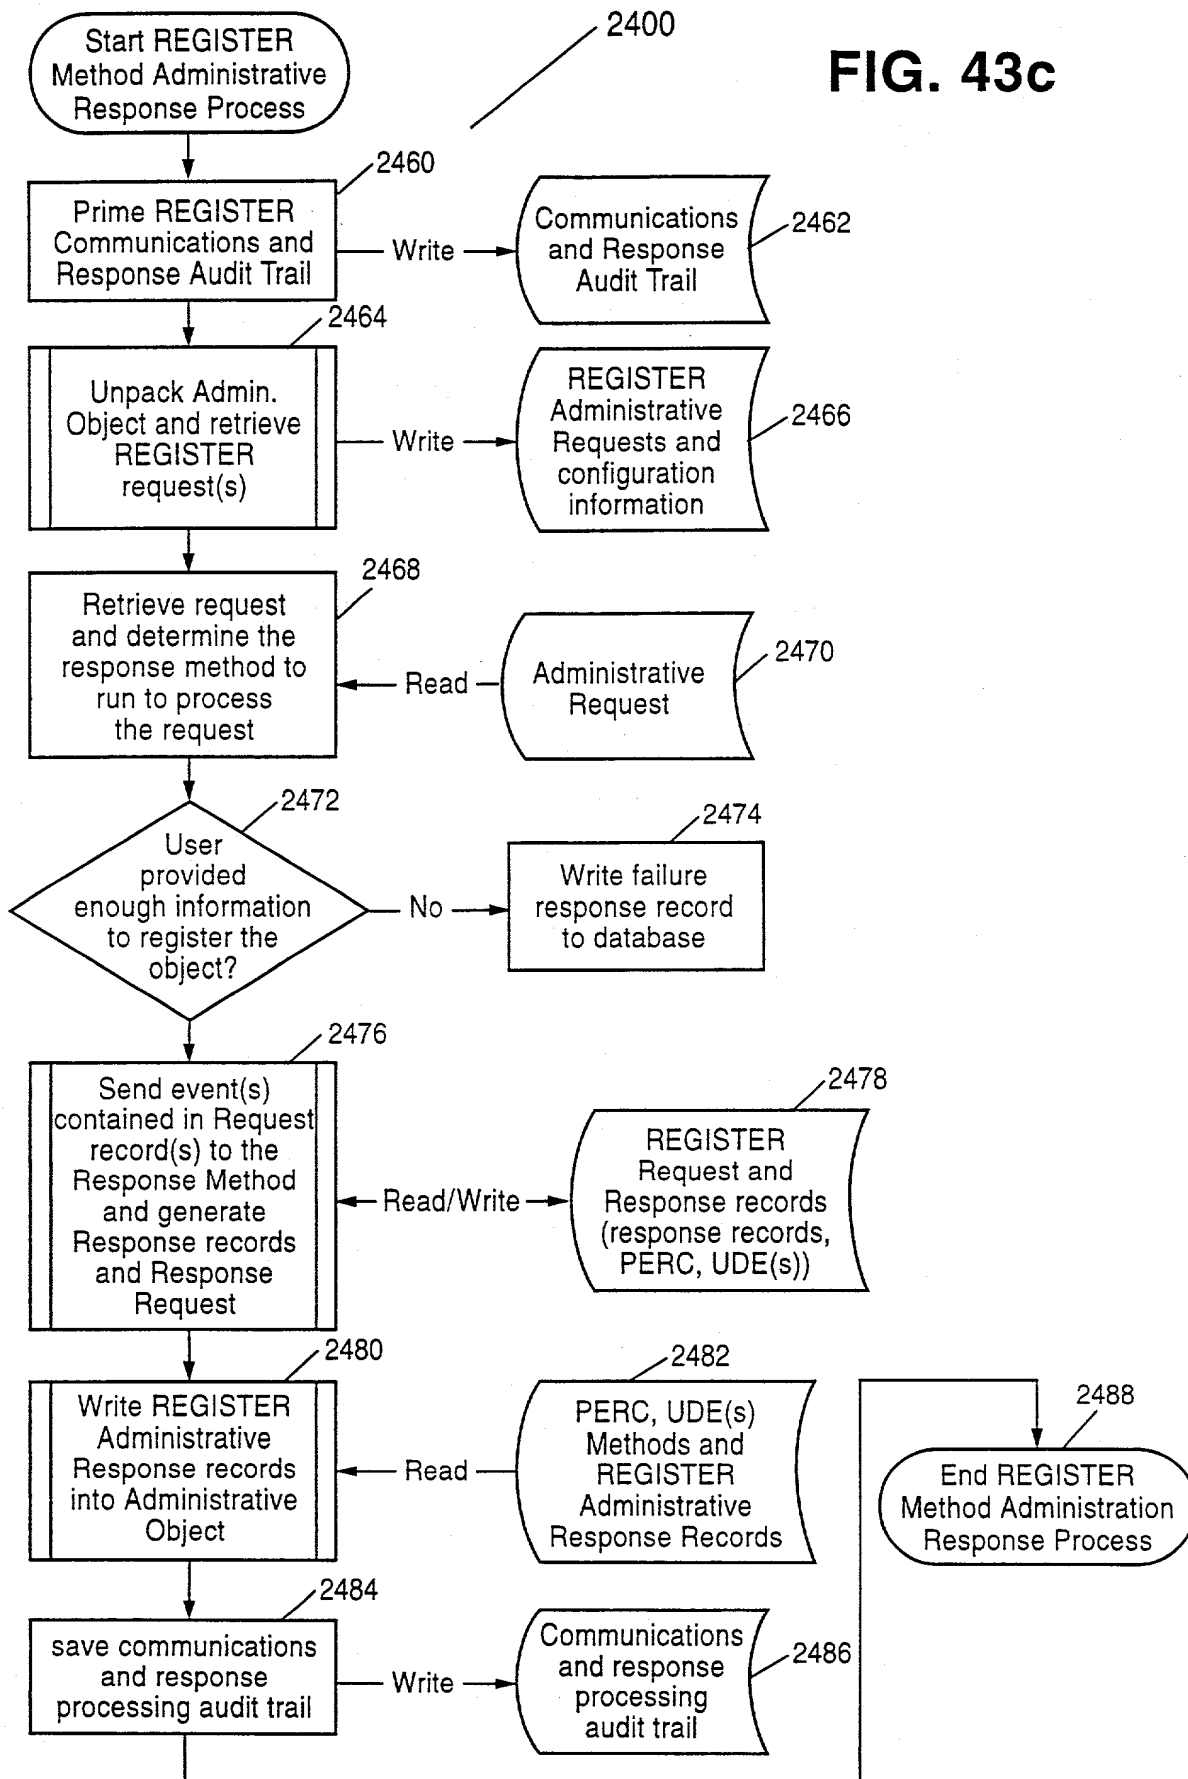 Start REGISTER
Method Administrative
Response Process
2400
FIG. 43c
2460
Prime REGISTER
Communications and
Response Audit Trail
Write
Communications
and Response
Audit Trail
2462
2464
Unpack Admin.
Object and retrieve
REGISTER
request(s)
Write
REGISTER
Administrative
Requests and
configuration
information
2466
2468
Retrieve request
and determine the
response method to
run to process
the request
Read
Administrative
Request
2470
2472
User
provided
enough information
to register the
object?
No
2474
Write failure
response record
to database
2476
Send event(s)
contained in Request
record(s) to the
Response Method
and generate
Response records
and Response
Request
Read/Write
2478
REGISTER
Request and
Response records
(response records,
PERC, UDE(s))
2480
Write REGISTER
Administrative
Response records
into Administrative
Object
Read
2482
PERC, UDE(s)
Methods and
REGISTER
Administrative
Response Records
2484
save communications
and response
processing audit trail
Write
Communications
and response
processing
audit trail
2486
2488
End REGISTER
Method Administration
Response Process